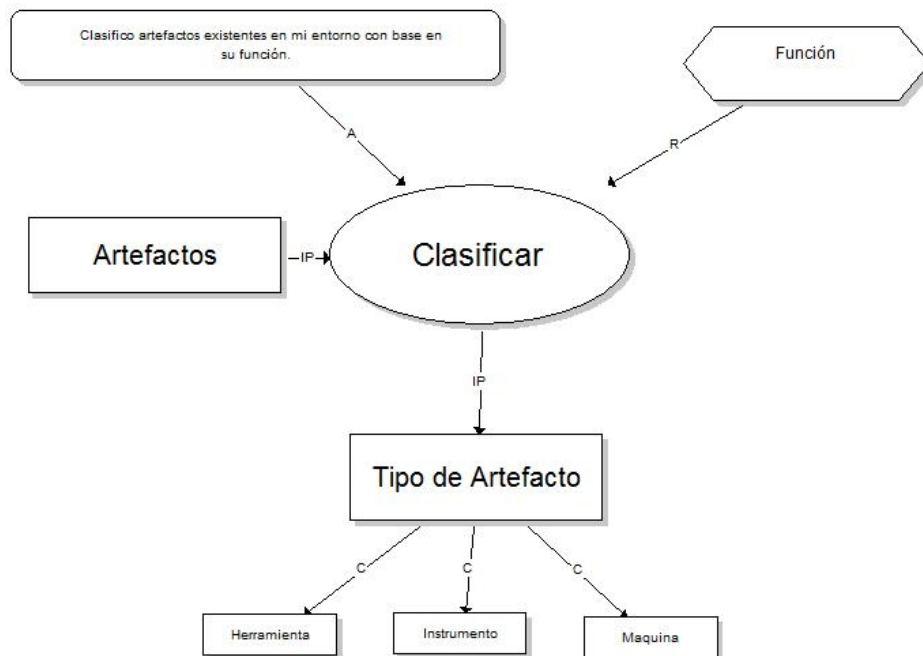 Clasifico artefactos existentes en mi entorno con base en
su función.
Función
A
R
Artefactos
IP
Clasificar
IP
Tipo de Artefacto
C
C
C
Herramienta
Instrumento
Maquina